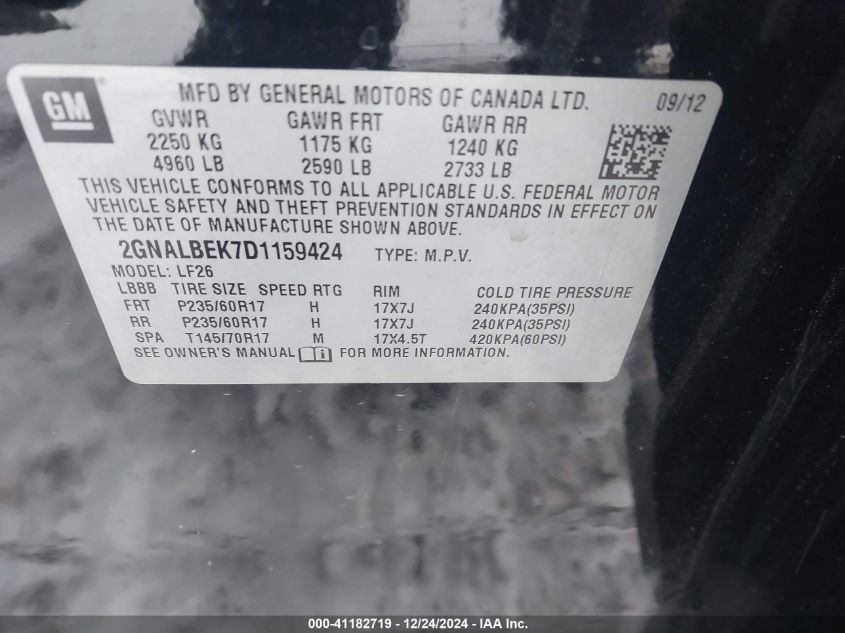 GM
MFD BY GENERAL MOTORS OF CANADA LTD. 09/12
GVWR GAWR FRT GAWR RR
2250 KG 1175 KG 1240 KG
4960 LB 2590 LB 2733 LB
THIS VEHICLE CONFORMS TO ALL APPLICABLE U.S. FEDERAL MOTOR
VEHICLE SAFETY AND THEFT PREVENTION STANDARDS IN EFFECT ON
THE DATE OF MANUFACTURE SHOWN ABOVE.
2GNALBEK7D1159424 TYPE: M.P.V.
MODEL: LF26
LBBB TIRE SIZE SPEED RTG RIM COLD TIRE PRESSURE
FRT P235/60R17 H 17X7J 240KPA(35PSI)
RR P235/60R17 H 17X7J 240KPA(35PSI)
SPA T145/70R17 M 17X4.5T 420KPA(60PSI)
SEE OWNER'S MANUAL FOR MORE INFORMATION.
000-41182719 - 12/24/2024 - IAA Inc.